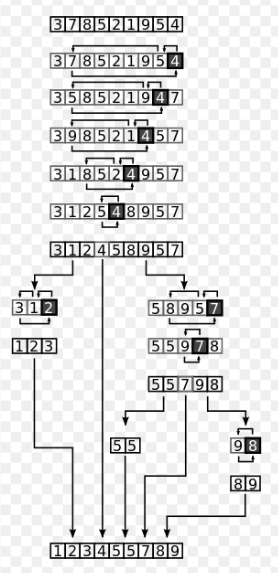 3 7 8 5 2 1 9 5 4
3 7 8 5 2 1 9 5 4
3 5 8 5 2 1 9 4 7
3 9 8 5 2 1 4 5 7
3 1 8 5 2 4 9 5 7
3 1 2 5 4 8 9 5 7
3 1 2 4 5 8 9 5 7
3 1 2
5 8 9 5 7
1 2 3
5 5 9 7 8
5 5 7 9 8
5 5
9 8
8 9
1 2 3 4 5 5 7 8 9